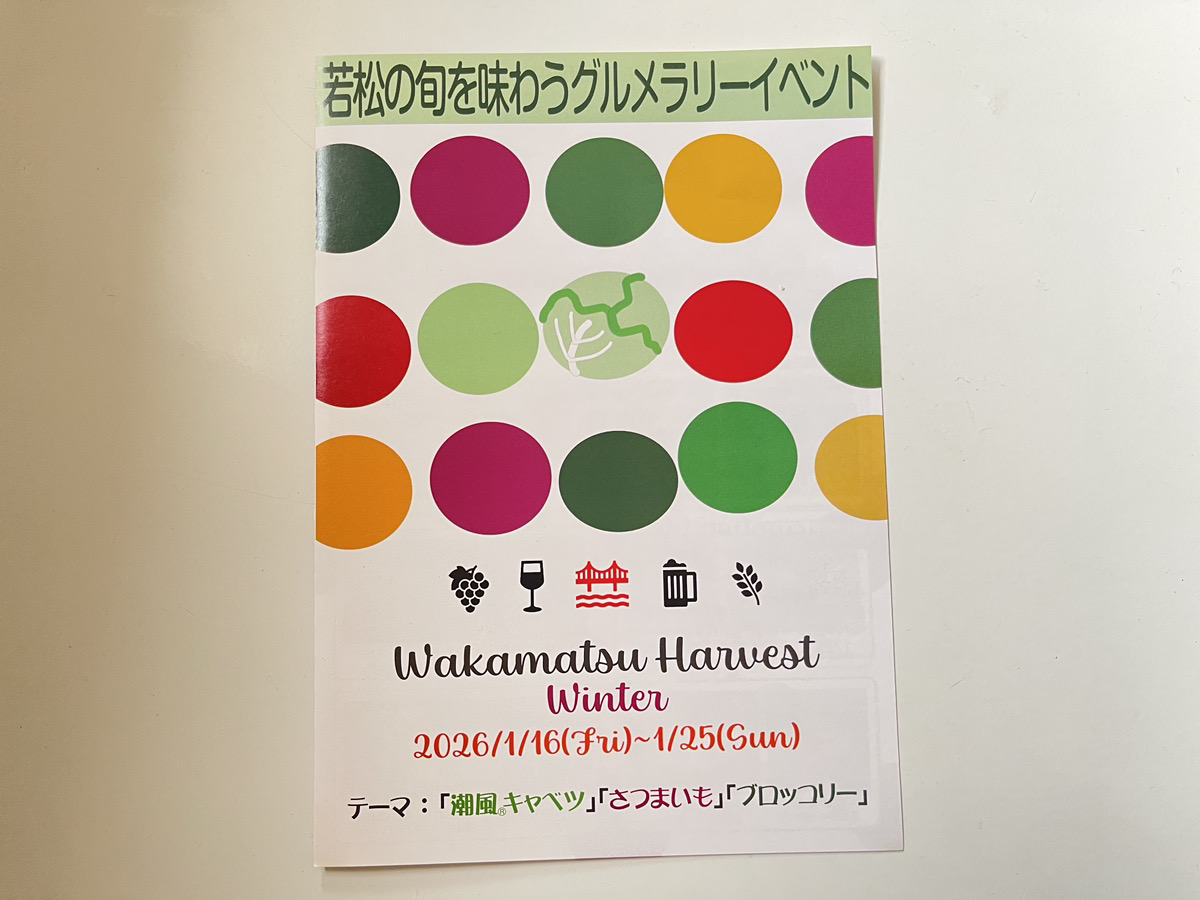 若松の旬を味わうグルメラリーイベント
Wakamatsu Harvest
Winter
2026/1/16(Fri)~1/25(Sun)
テーマ：「潮風®キャベツ」「さつまいも」「ブロッコリー」